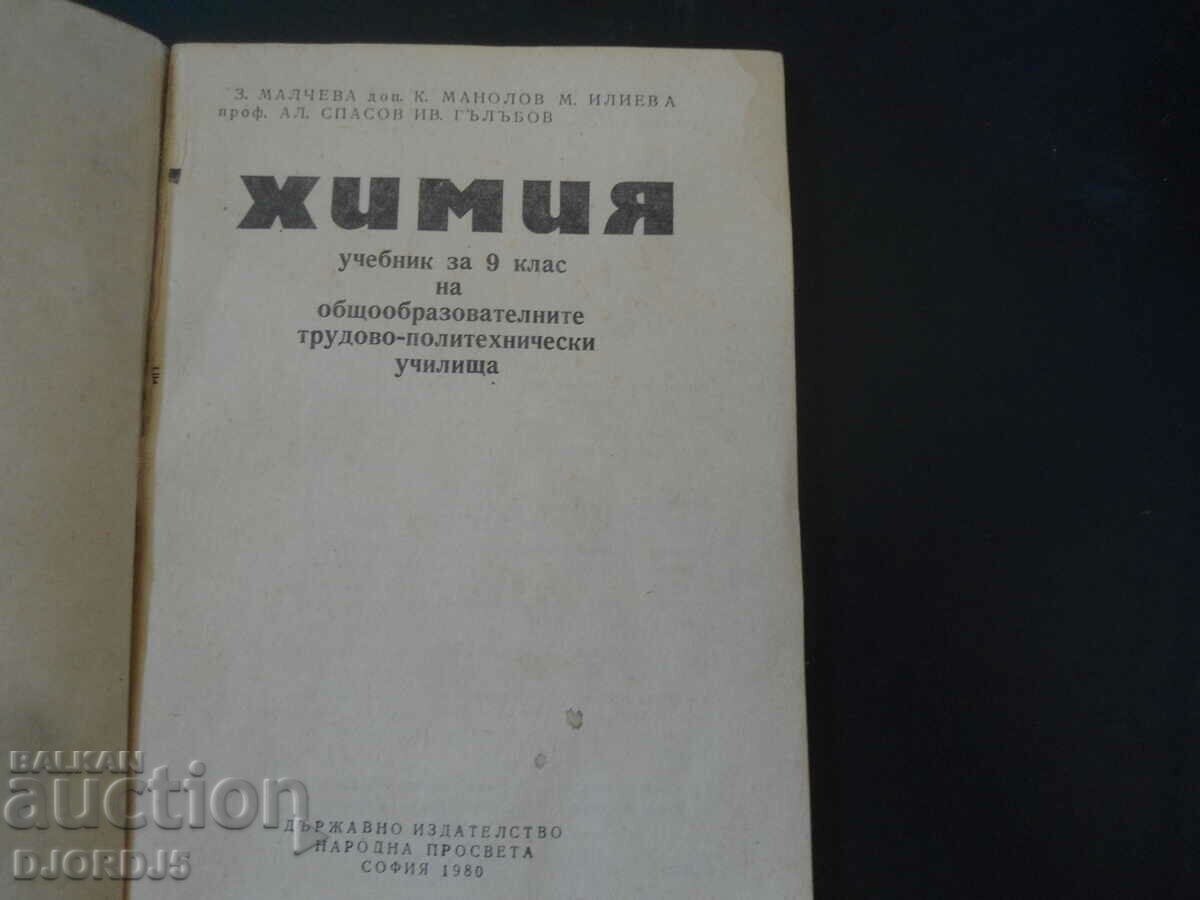 З. МАЛЧЕВА доц. К. МАНОЛОВ М. ИЛИЕВА
проф. АЛ. СПАСОВ ИВ. ГЪЛЪБОВ
ХИМИЯ
учебник за 9 клас
на
общообразователните
трудово-политехнически
училища
ДЪРЖАВНО ИЗДАТЕЛСТВО
НАРОДНА ПРОСВЕТА
СОФИЯ 1980
BALKAN
auction
DJORDJ5